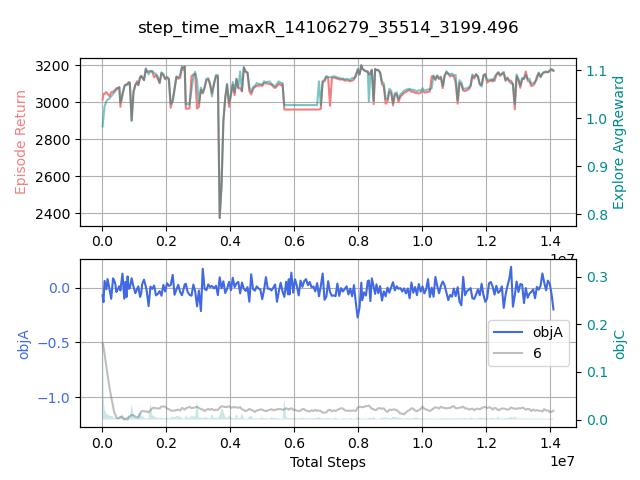 step_time_maxR_14106279_35514_3199.496
3200
3000
2800
2600
2400
Episode Return
1.1
1.0
0.9
0.8
Explore AvgReward
0.0 0.2 0.4 0.6 0.8 1.0 1.2 1.4
1e7
0.0
−0.5
−1.0
objA
0.3
0.2
0.1
0.0
objC
objA
6
0.0 0.2 0.4 0.6 0.8 1.0 1.2 1.4
Total Steps
1e7